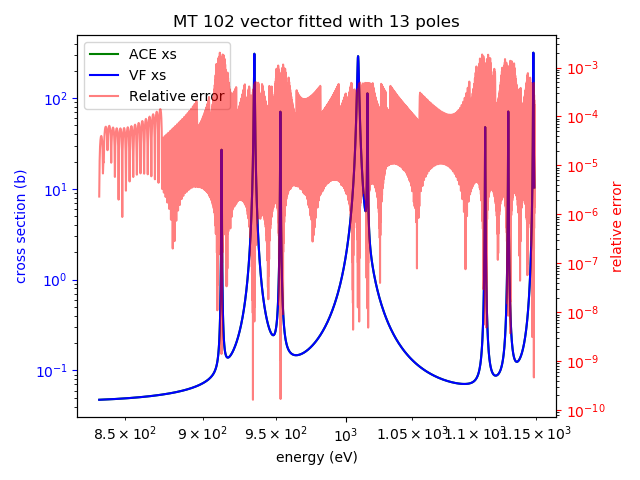 MT 102 vector fitted with 13 poles
ACE xs
VF xs
Relative error
cross section (b)
10²
10¹
10⁰
10⁻¹
10⁻³
10⁻⁴
10⁻⁵
10⁻⁶
10⁻⁷
10⁻⁸
10⁻⁹
10⁻¹⁰
relative error
8.5 × 10² 9 × 10² 9.5 × 10² 10³ 1.05 × 10³ 1.1 × 10³ 1.15 × 10³
energy (eV)